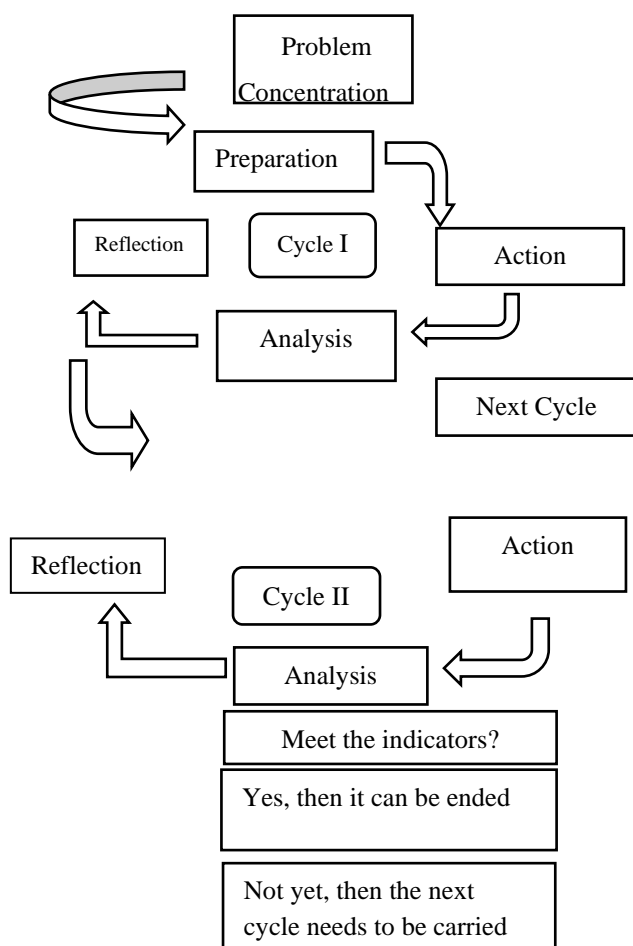 Problem
Concentration
Preparation
Reflection
Cycle I
Action
Analysis
Next Cycle
Reflection
Cycle II
Action
Analysis
Meet the indicators?
Yes, then it can be ended
Not yet, then the next
cycle needs to be carried